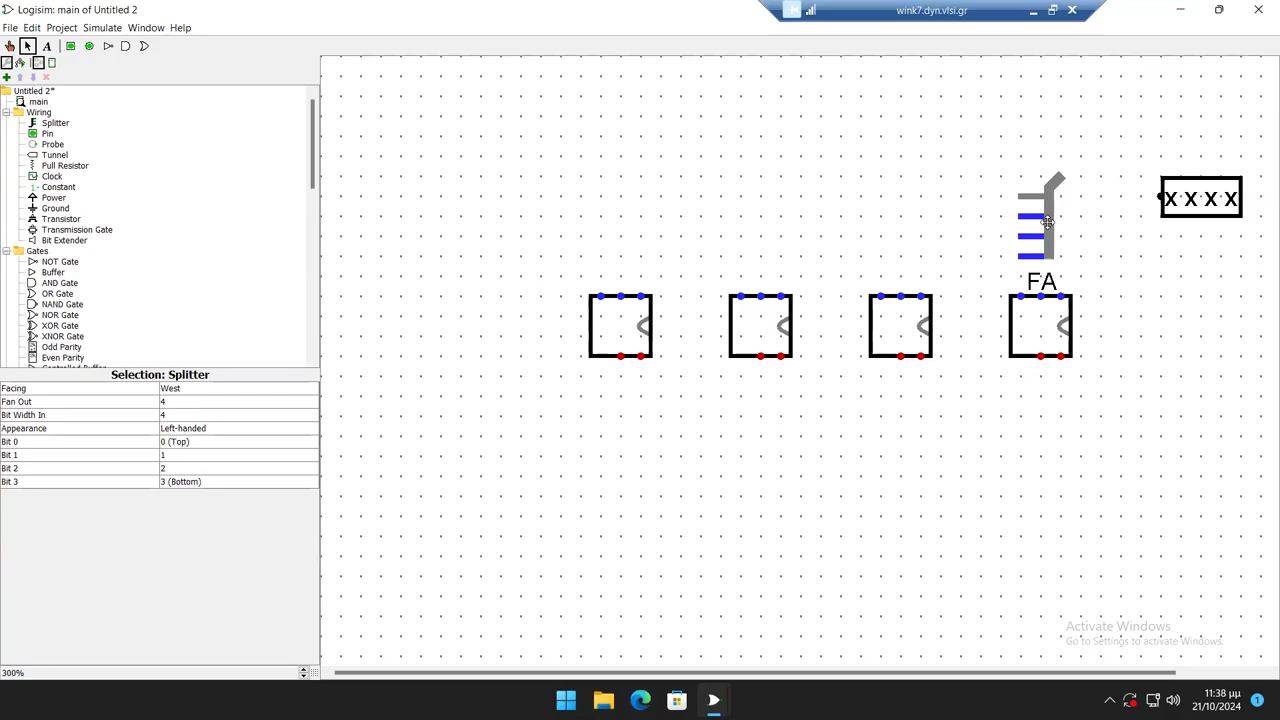 Logisim: main of Untitled 2
wink7.dyn.vlsi.gr
File Edit Project Simulate Window Help
A
Untitled 2*
main
Wiring
Splitter
Pin
Probe
Tunnel
Pull Resistor
Clock
1- Constant
Power
Ground
Transistor
Transmission Gate
Bit Extender
Gates
NOT Gate
Buffer
AND Gate
OR Gate
NAND Gate
NOR Gate
XOR Gate
XNOR Gate
Odd Parity
Even Parity
Selection: Splitter
Facing West
Fan Out 4
Bit Width In 4
Appearance Left-handed
Bit 0 0 (Top)
Bit 1 1
Bit 2 2
Bit 3 3 (Bottom)
X X X X
FA
Activate Windows
Go to Settings to activate Windows.
300%
11:38 μμ
21/10/2024
1